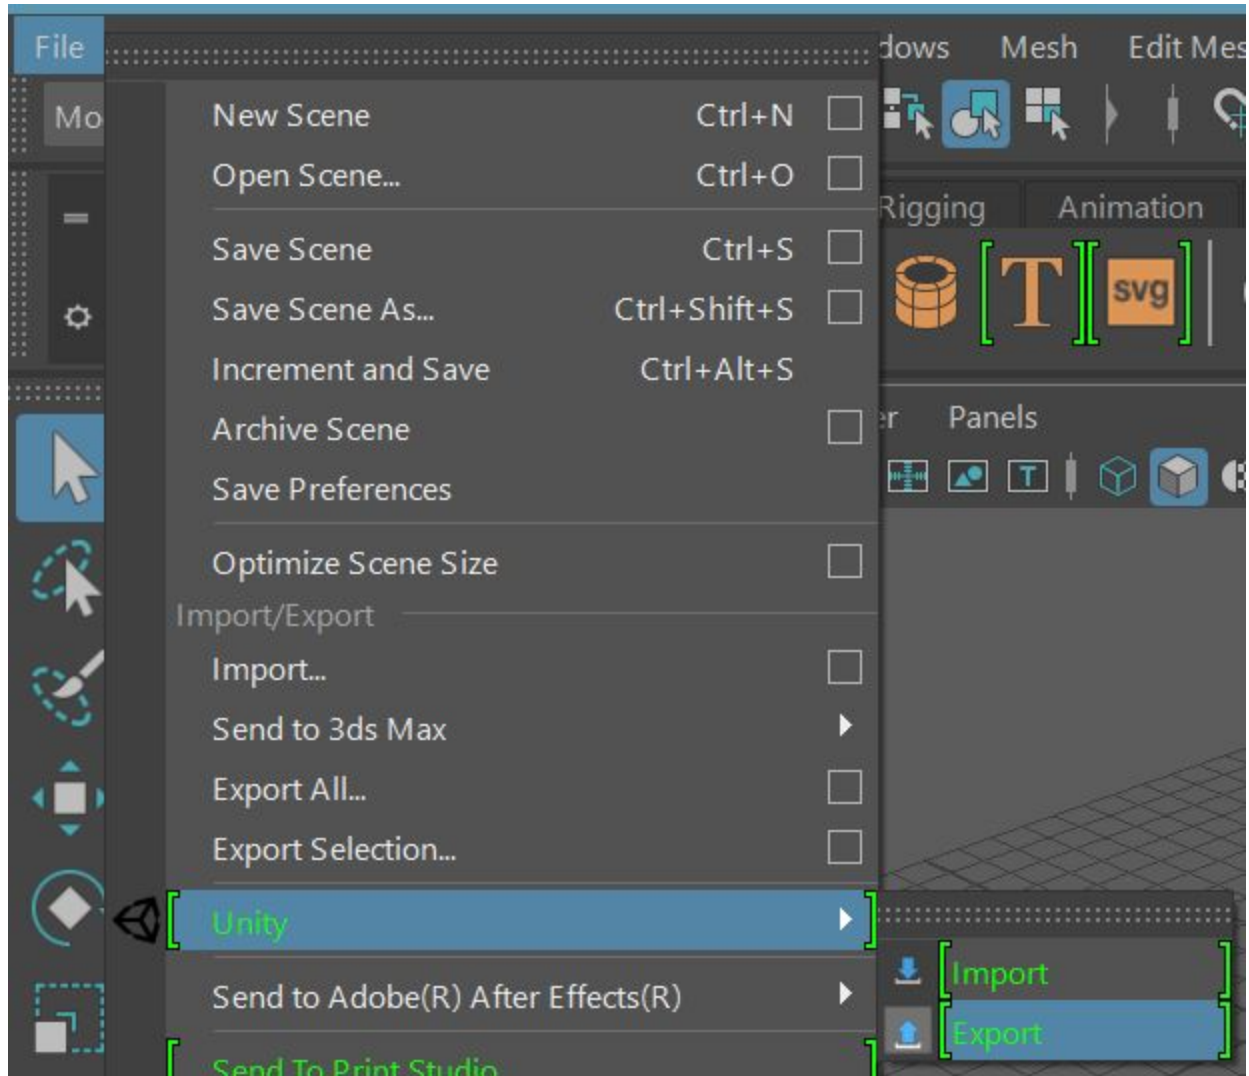 File
dows Mesh Edit Mes
Mo
New Scene Ctrl+N
Open Scene... Ctrl+O
Rigging Animation
Save Scene Ctrl+S
T svg
Save Scene As... Ctrl+Shift+S
Increment and Save Ctrl+Alt+S
Archive Scene
er Panels
T
Save Preferences
Optimize Scene Size
Import/Export
Import...
Send to 3ds Max
Export All...
Export Selection...
Unity
Import
Send to Adobe(R) After Effects(R)
Export
Send To Print Studio